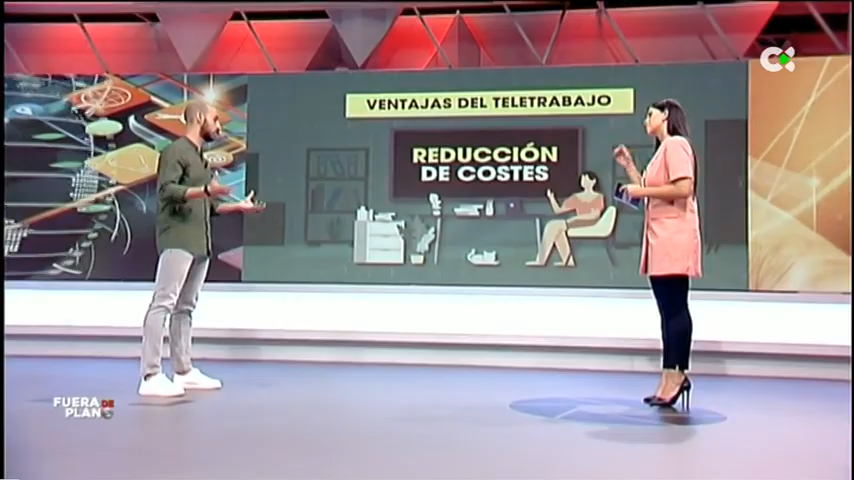 VENTAJAS DEL TELETRABAJO
REDUCCIÓN
DE COSTES
FUERA DE
PLANO